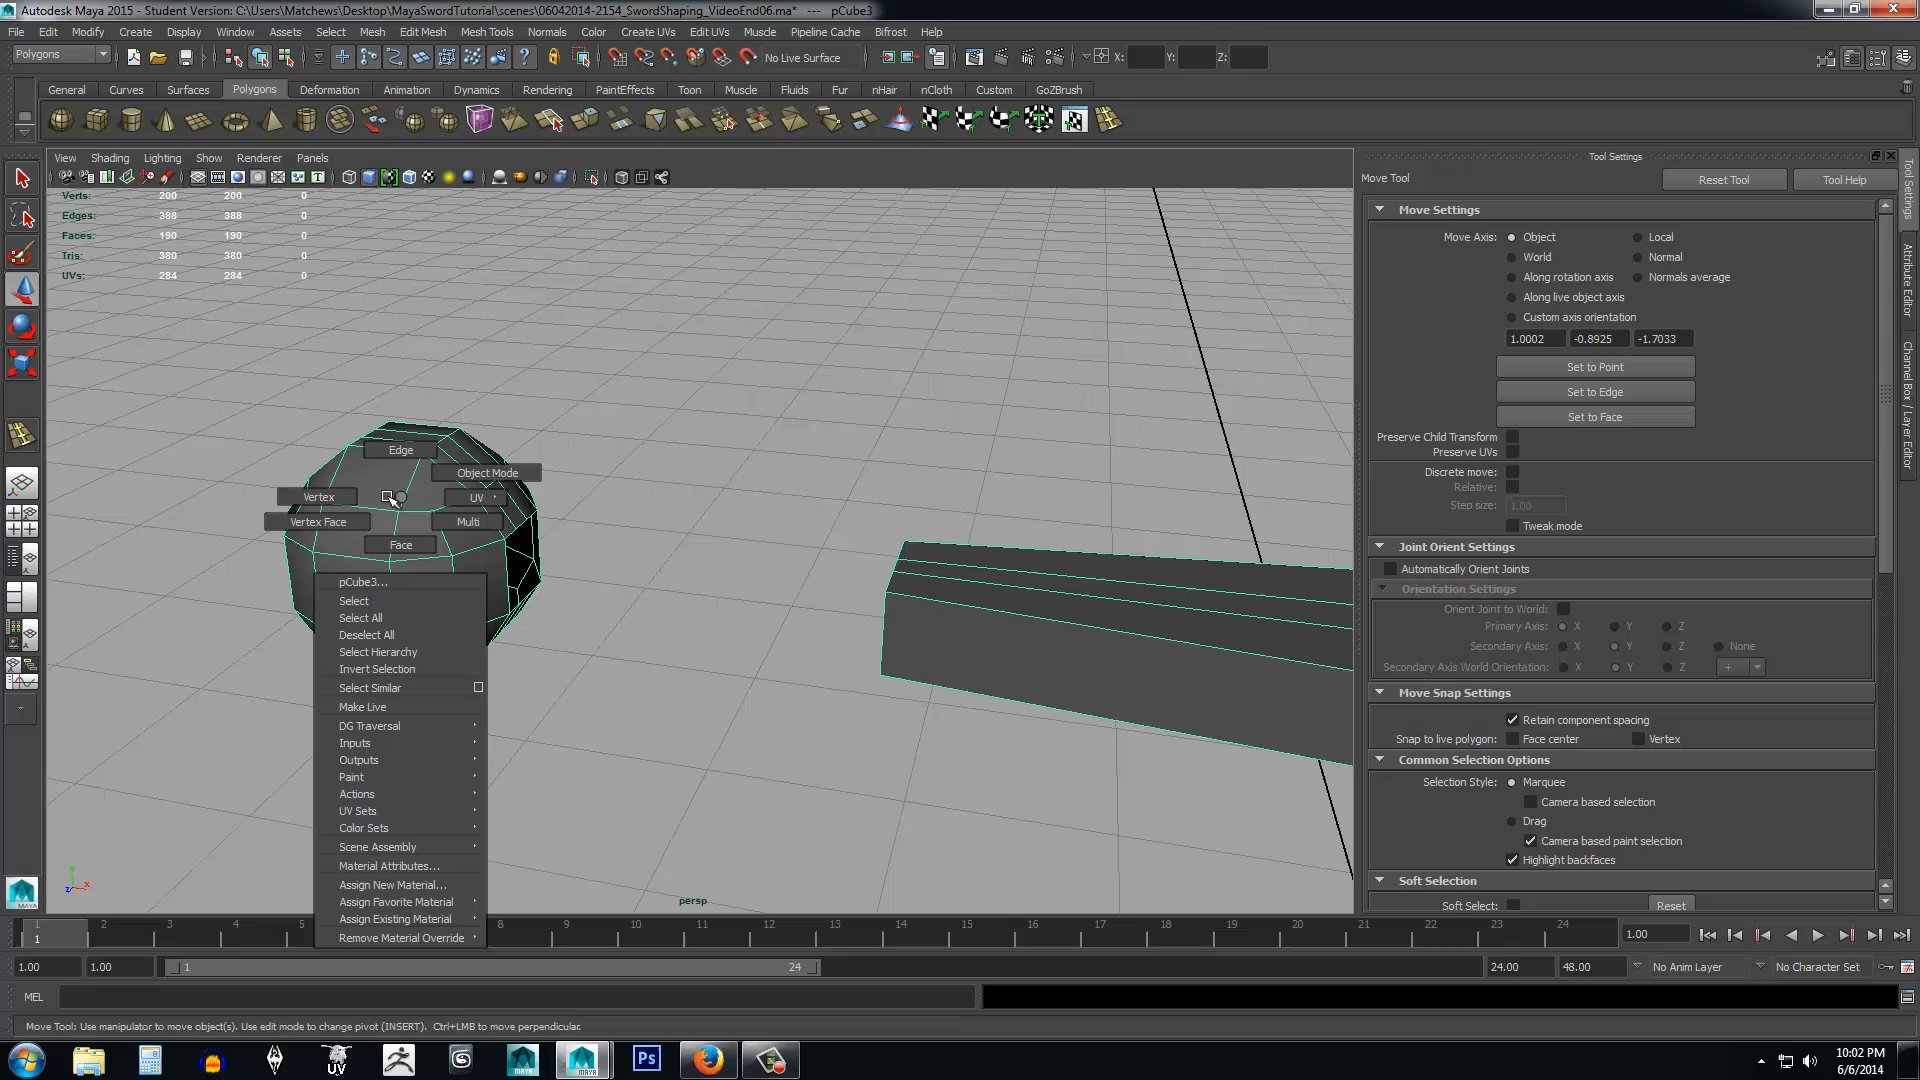 Autodesk Maya 2015 - Student Version: C:\Users\Matchews\Desktop\MayaSwordTutorial\scenes\06042014-2154_SwordShaping_VideoEnd06.ma* --- pCube3
File Edit Modify Create Display Window Assets Select Mesh Edit Mesh Mesh Tools Normals Color Create UVs Edit UVs Muscle Pipeline Cache Bifrost Help
Polygons No Live Surface X: Y: Z:
General Curves Surfaces Polygons Deformation Animation Dynamics Rendering PaintEffects Toon Muscle Fluids Fur nHair nCloth Custom GoZBrush
View Shading Lighting Show Renderer Panels
Verts: 200 200 0
Edges: 388 388 0
Faces: 190 190 0
Tris: 380 380 0
UVs: 284 284 0
Edge
Object Mode
Vertex UV
Vertex Face Multi
Face
pCube3...
Select
Select All
Deselect All
Select Hierarchy
Invert Selection
Select Similar
Make Live
DG Traversal
Inputs
Outputs
Paint
Actions
UV Sets
Color Sets
Scene Assembly
Material Attributes...
Assign New Material...
Assign Favorite Material
Assign Existing Material
Remove Material Override
persp
Tool Settings
Move Tool Reset Tool Tool Help
Move Settings
Move Axis: Object Local
World Normal
Along rotation axis Normals average
Along live object axis
Custom axis orientation
1.0002 -0.8925 -1.7033
Set to Point
Set to Edge
Set to Face
Preserve Child Transform
Preserve UVs
Discrete move:
Relative:
Step size: 1.00
Tweak mode
Joint Orient Settings
Automatically Orient Joints
Orientation Settings
Orient Joint to World:
Primary Axis: X Y Z
Secondary Axis: X Y Z None
Secondary Axis World Orientation: X Y Z +
Move Snap Settings
Retain component spacing
Snap to live polygon: Face center Vertex
Common Selection Options
Selection Style: Marquee
Camera based selection
Drag
Camera based paint selection
Highlight backfaces
Soft Selection
Soft Select: Reset
Tool Settings
Attribute Editor
Channel Box / Layer Editor
1 2 3 4 5 8 9 10 11 12 13 14 15 16 17 18 19 20 21 22 23 24
1 1.00
1.00 1.00 1 24 24.00 48.00 No Anim Layer No Character Set
MEL
Move Tool: Use manipulator to move object(s). Use edit mode to change pivot (INSERT). Ctrl+LMB to move perpendicular.
MAYA
UV
MAYA
MAYA
Ps
10:02 PM
6/6/2014